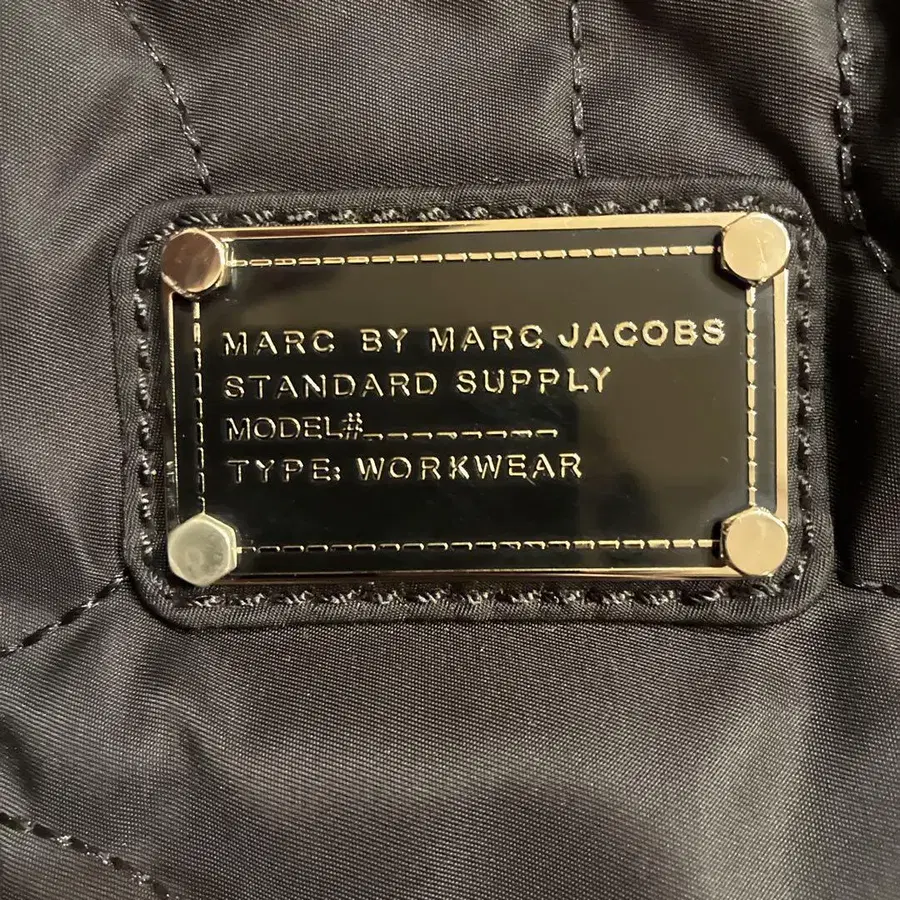 MARC BY MARC JACOBS
STANDARD SUPPLY
MODEL#_________
TYPE: WORKWEAR